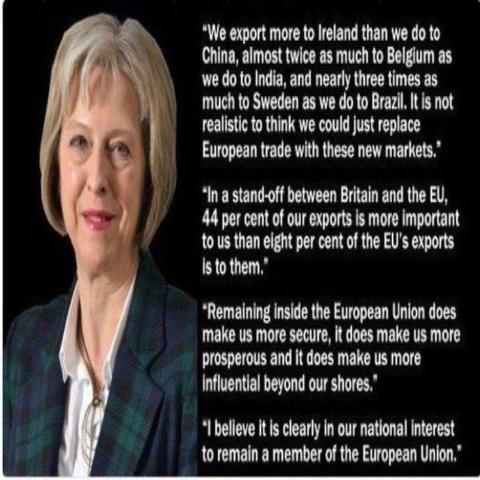 “We export more to Ireland than we do to
China, almost twice as much to Belgium as
we do to India, and nearly three times as
much to Sweden as we do to Brazil. It is not
realistic to think we could just replace
European trade with these new markets.”
“In a stand-off between Britain and the EU,
44 per cent of our exports is more important
to us than eight per cent of the EU’s exports
is to them.”
“Remaining inside the European Union does
make us more secure, it does make us more
prosperous and it does make us more
influential beyond our shores.”
“I believe it is clearly in our national interest
to remain a member of the European Union.”